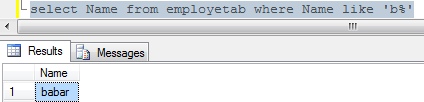 select Name from employetab where Name like 'b%'
Results Messages
Name
1 babar